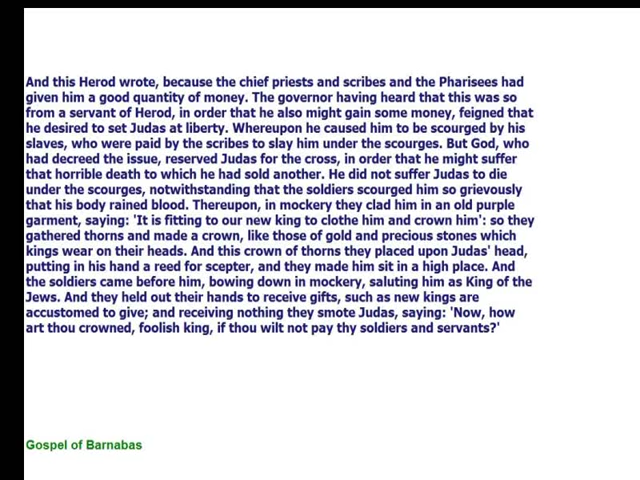 And this Herod wrote, because the chief priests and scribes and the Pharisees had
given him a good quantity of money. The governor having heard that this was so
from a servant of Herod, in order that he also might gain some money, feigned that
he desired to set Judas at liberty. Whereupon he caused him to be scourged by his
slaves, who were paid by the scribes to slay him under the scourges. But God, who
had decreed the issue, reserved Judas for the cross, in order that he might suffer
that horrible death to which he had sold another. He did not suffer Judas to die
under the scourges, notwithstanding that the soldiers scourged him so grievously
that his body rained blood. Thereupon, in mockery they clad him in an old purple
garment, saying: 'It is fitting to our new king to clothe him and crown him': so they
gathered thorns and made a crown, like those of gold and precious stones which
kings wear on their heads. And this crown of thorns they placed upon Judas' head,
putting in his hand a reed for scepter, and they made him sit in a high place. And
the soldiers came before him, bowing down in mockery, saluting him as King of the
Jews. And they held out their hands to receive gifts, such as new kings are
accustomed to give; and receiving nothing they smote Judas, saying: 'Now, how
art thou crowned, foolish king, if thou wilt not pay thy soldiers and servants?'
Gospel of Barnabas